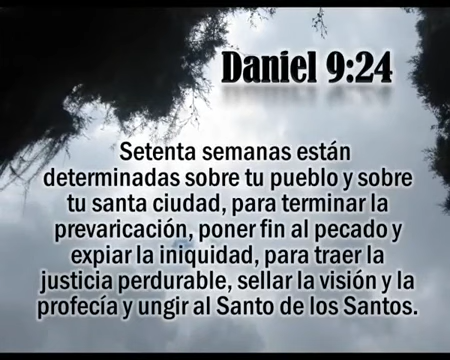 Daniel 9:24
Setenta semanas están
determinadas sobre tu pueblo y sobre
tu santa ciudad, para terminar la
prevaricación, poner fin al pecado y
expiar la iniquidad, para traer la
justicia perdurable, sellar la visión y la
profecía y ungir al Santo de los Santos.